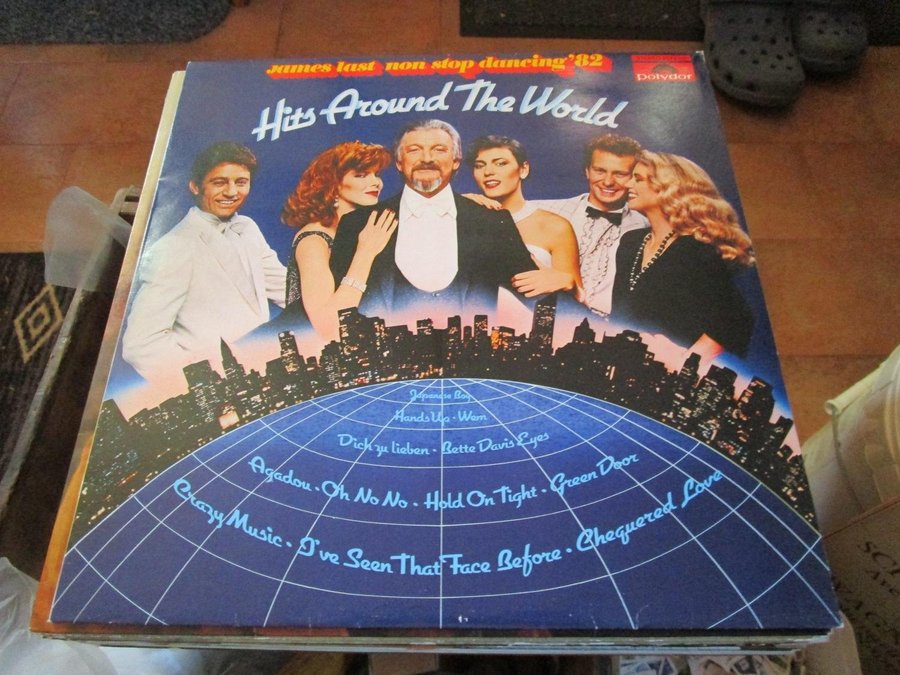 James last non stop dancing '82
polydor
Hits Around The World
Japanese Boy
Hands Up • Wem
Dich zu lieben • Bette Davis Eyes
Agadou • Oh No No • Hold On Tight • Green Door
Crazy Music • I've Seen That Face Before • Chequered Love